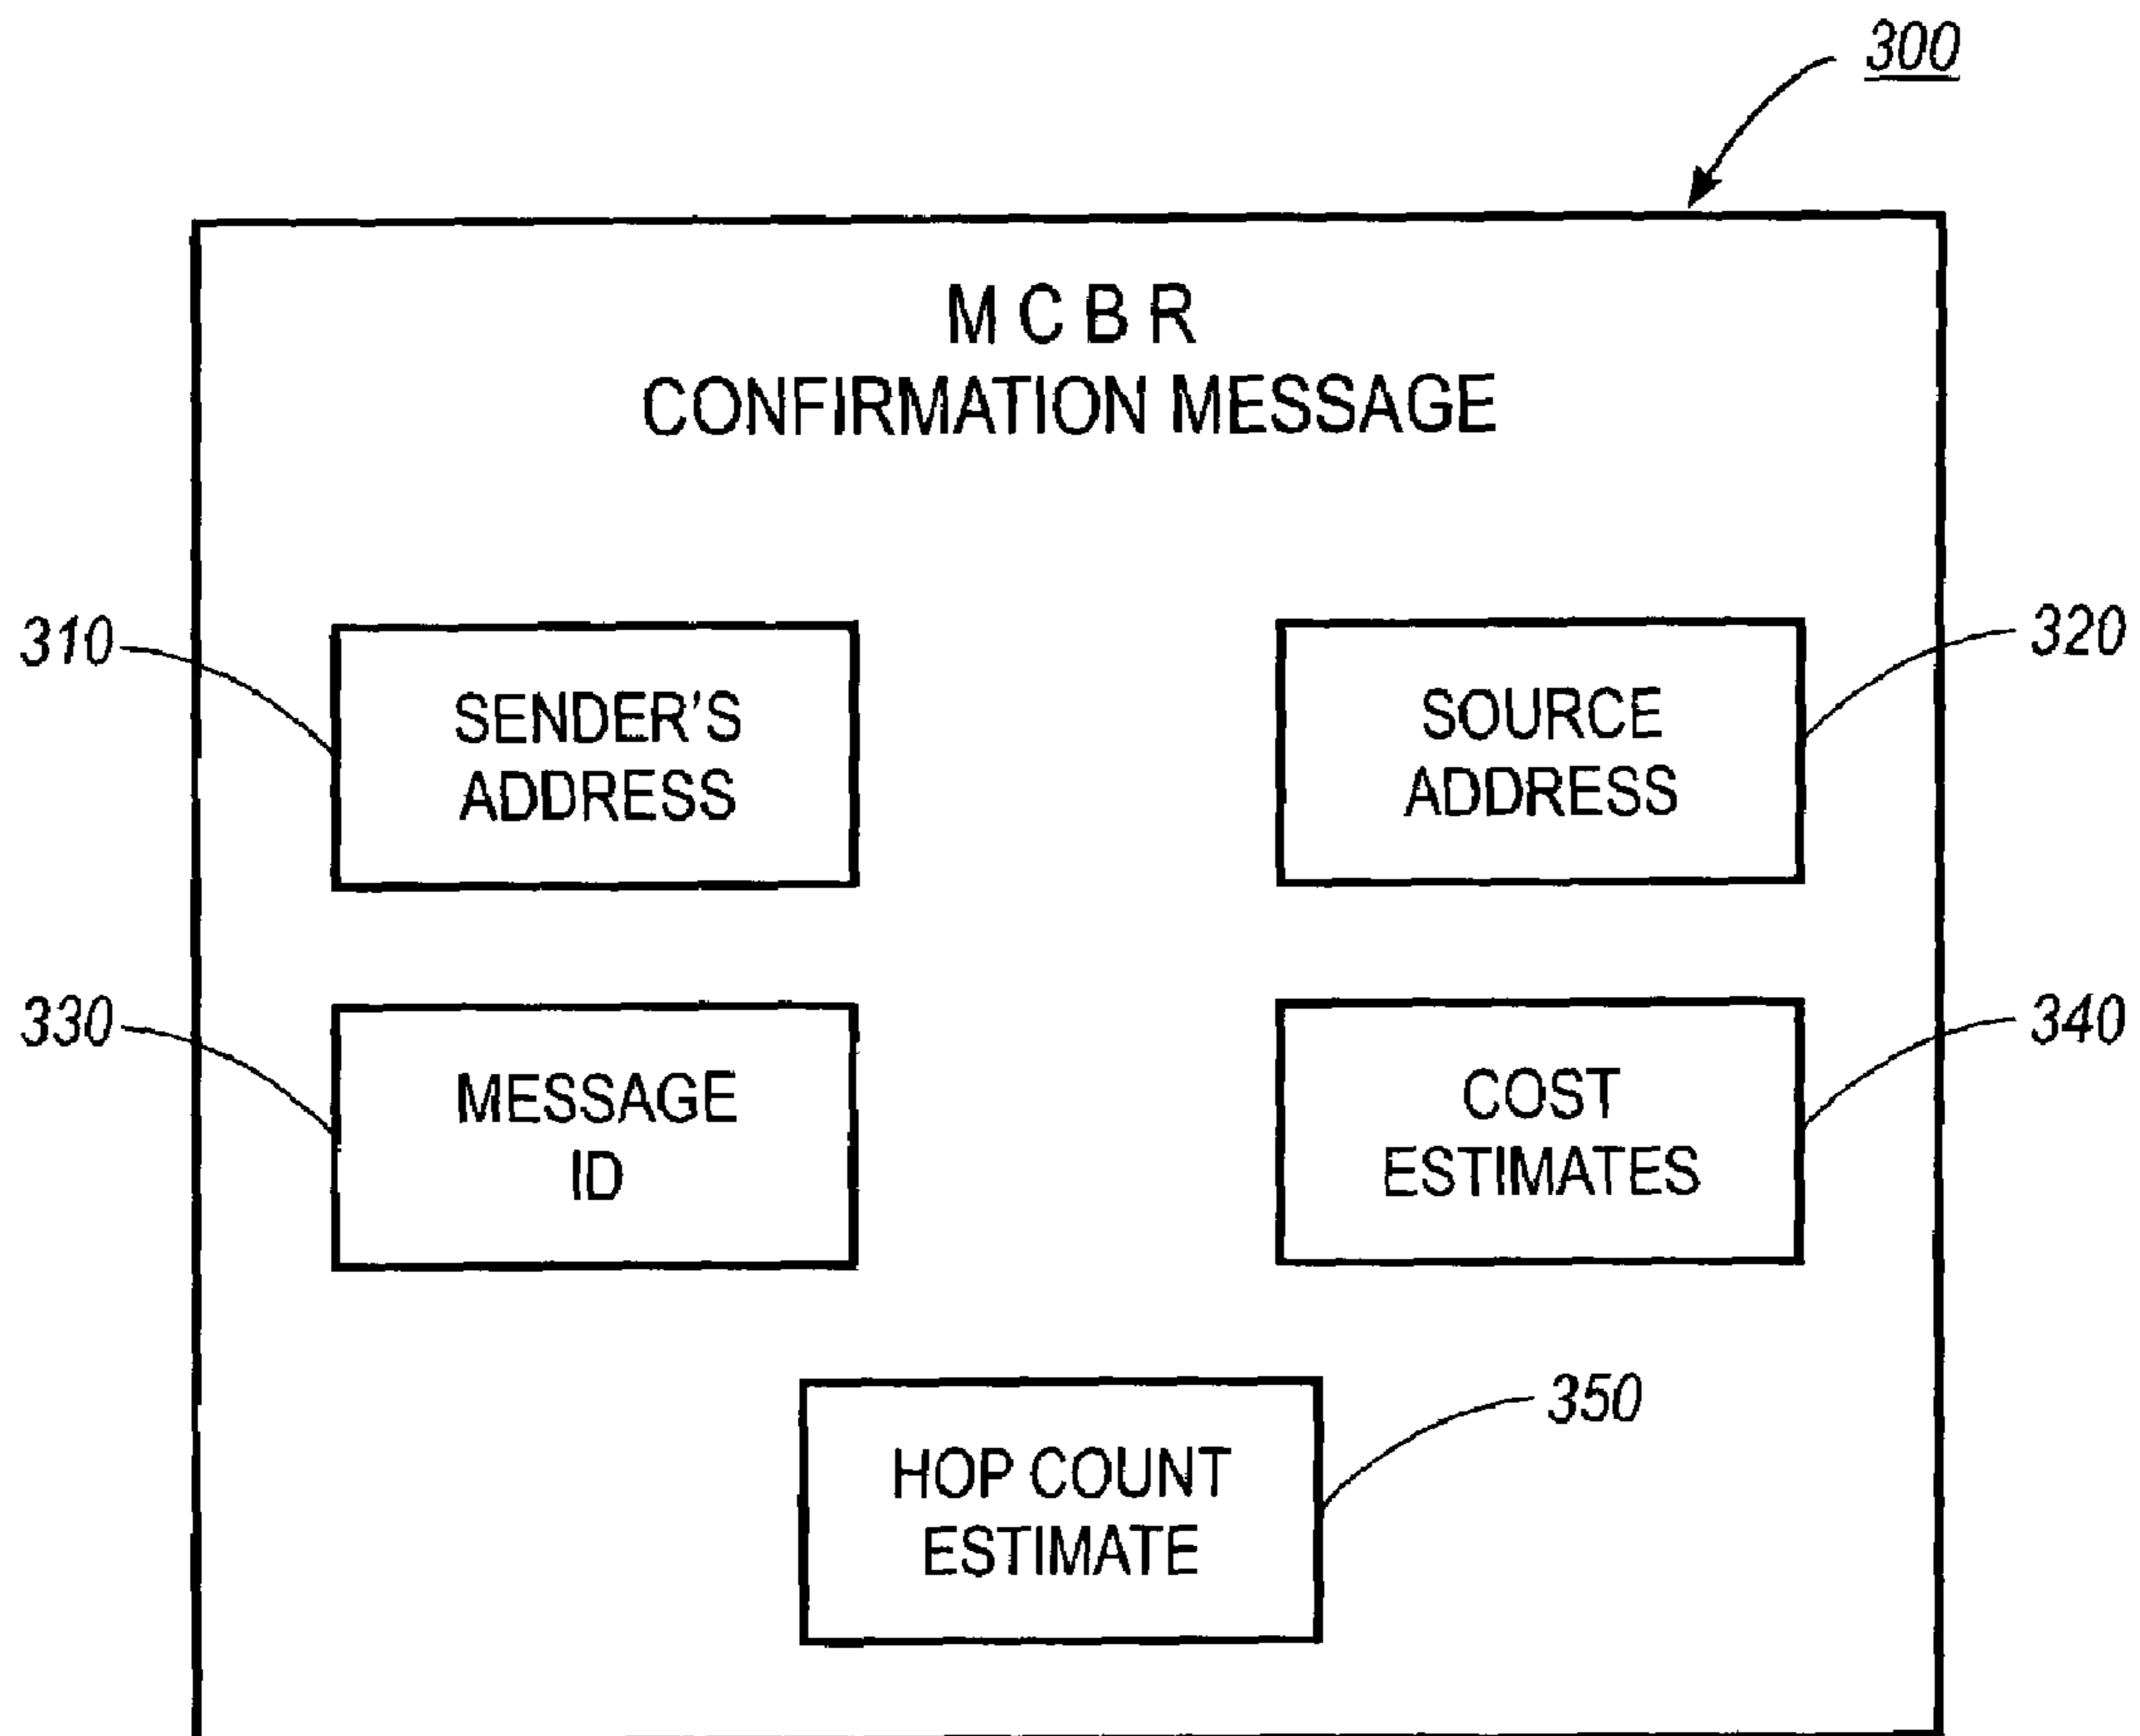 300
M C B R
CONFIRMATION MESSAGE
310
320
SENDER'S
ADDRESS
SOURCE
ADDRESS
330
340
MESSAGE
ID
COST
ESTIMATES
350
HOP COUNT
ESTIMATE